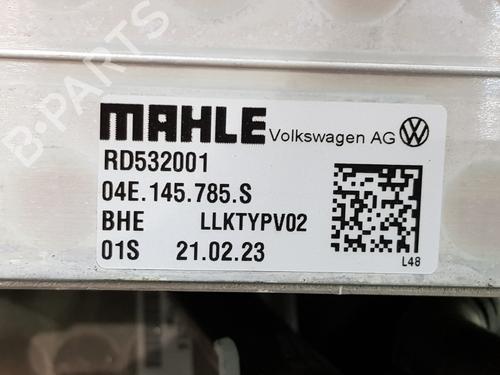 B-PARTS
MAHLE Volkswagen AG
RD532001
04E.145.785.S
BHE LLKTYPV02
01S 21.02.23
L48